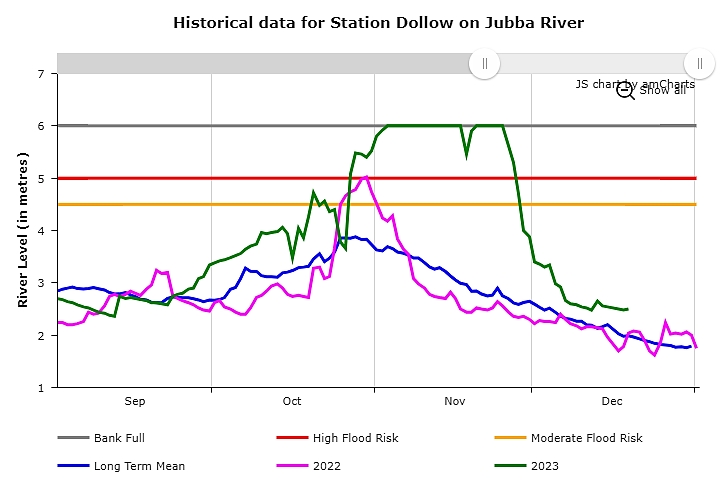 Historical data for Station Dollow on Jubba River
JS chart by amCharts
Show all
River Level (in metres)
7
6
5
4
3
2
1
Sep Oct Nov Dec
Bank Full High Flood Risk Moderate Flood Risk
Long Term Mean 2022 2023